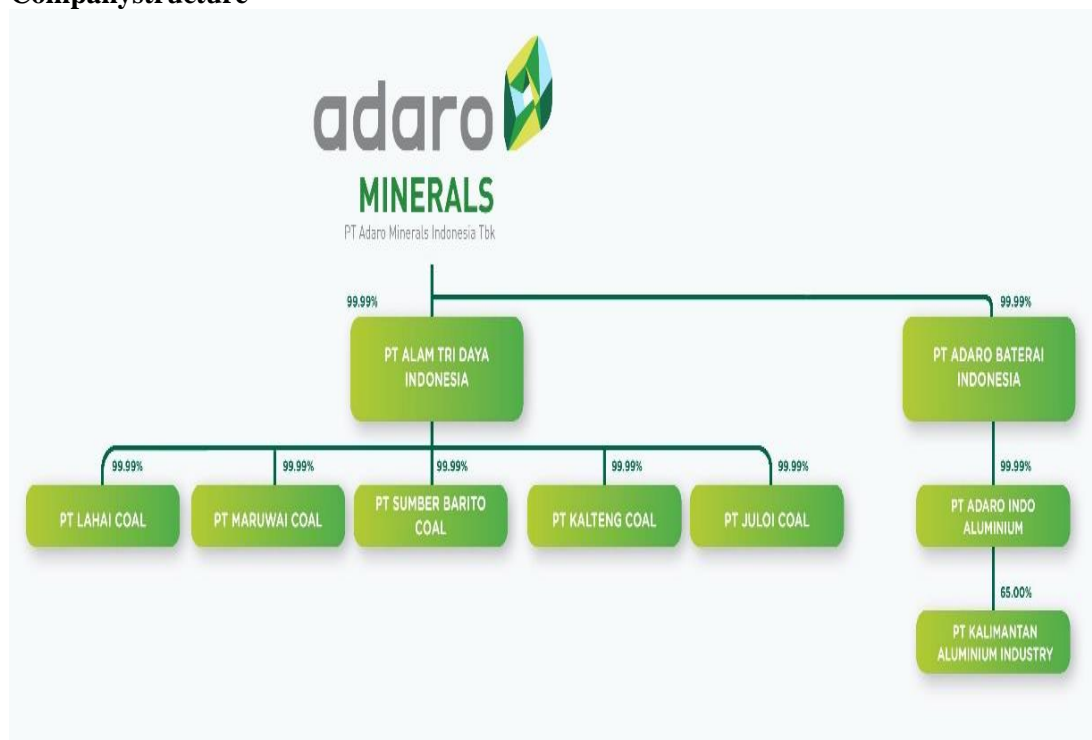 Companystructure
adaro
MINERALS
PT Adaro Minerals Indonesia Tbk
99.99%
99.99%
PT ALAM TRI DAYA
INDONESIA
PT ADARO BATERAI
INDONESIA
99.99%
99.99%
99.99%
99.99%
99.99%
99.99%
PT LAHAI COAL
PT MARUWAI COAL
PT SUMBER BARITO
COAL
PT KALTENG COAL
PT JULOI COAL
PT ADARO INDO
ALUMINIUM
65.00%
PT KALIMANTAN
ALUMINIUM INDUSTRY